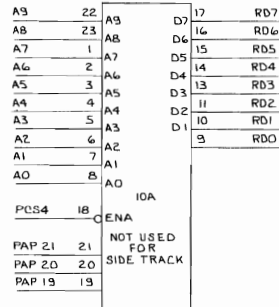 A9 22 A9 D7 17 RD7
A8 23 A8 D6 16 RD6
A7 1 A7 D5 15 RD5
A6 2 A6 D4 14 RD4
A5 3 A5 D3 13 RD3
A4 4 A4 D2 11 RD2
A3 5 A3 D1 10 RD1
A2 6 A2 9 RD0
A1 7 A1
A0 8 A0
10A
PCS4 18 ENA
NOT USED
FOR
SIDE TRACK
PAP 21 21
PAP 20 20
PAP 19 19